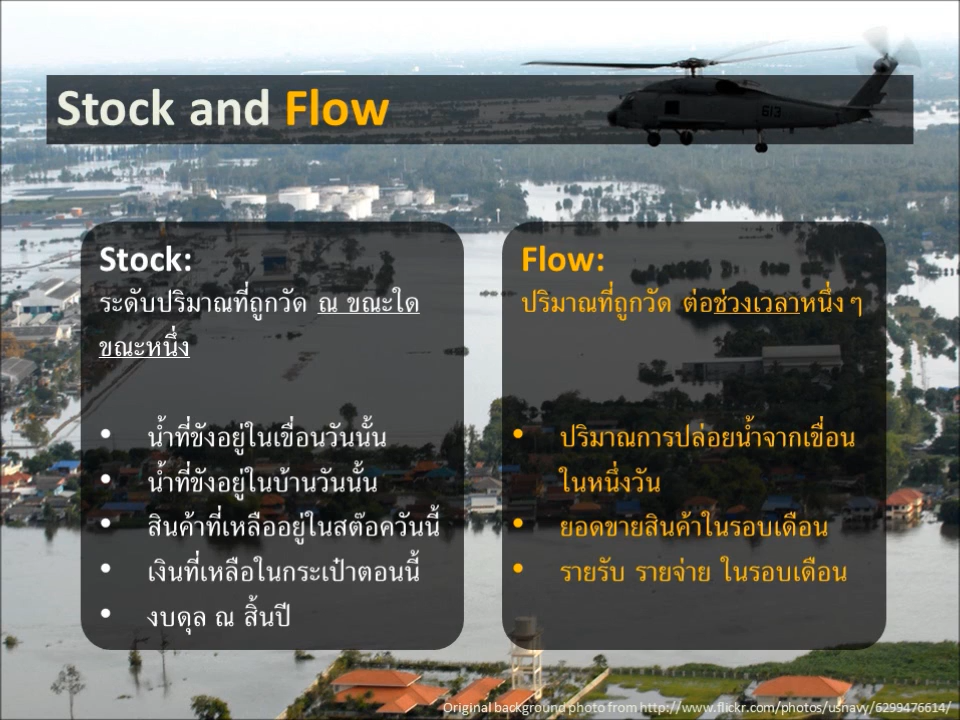 Stock and Flow
613
Stock:
ระดับปริมาณที่ถูกวัด ณ ขณะใด
ขณะหนึ่ง
• น้ำที่ขังอยู่ในเขื่อนวันนั้น
• น้ำที่ขังอยู่ในบ้านวันนั้น
• สินค้าที่เหลืออยู่ในสต๊อควันนี้
• เงินที่เหลือในกระเป๋าตอนนี้
• งบดุล ณ สิ้นปี
Flow:
ปริมาณที่ถูกวัด ต่อช่วงเวลาหนึ่ง ๆ
• ปริมาณการปล่อยน้ำจากเขื่อน
ในหนึ่งวัน
• ยอดขายสินค้าในรอบเดือน
• รายรับ รายจ่าย ในรอบเดือน
Original background photo from http://www.flickr.com/photos/usnavy/6299476614/